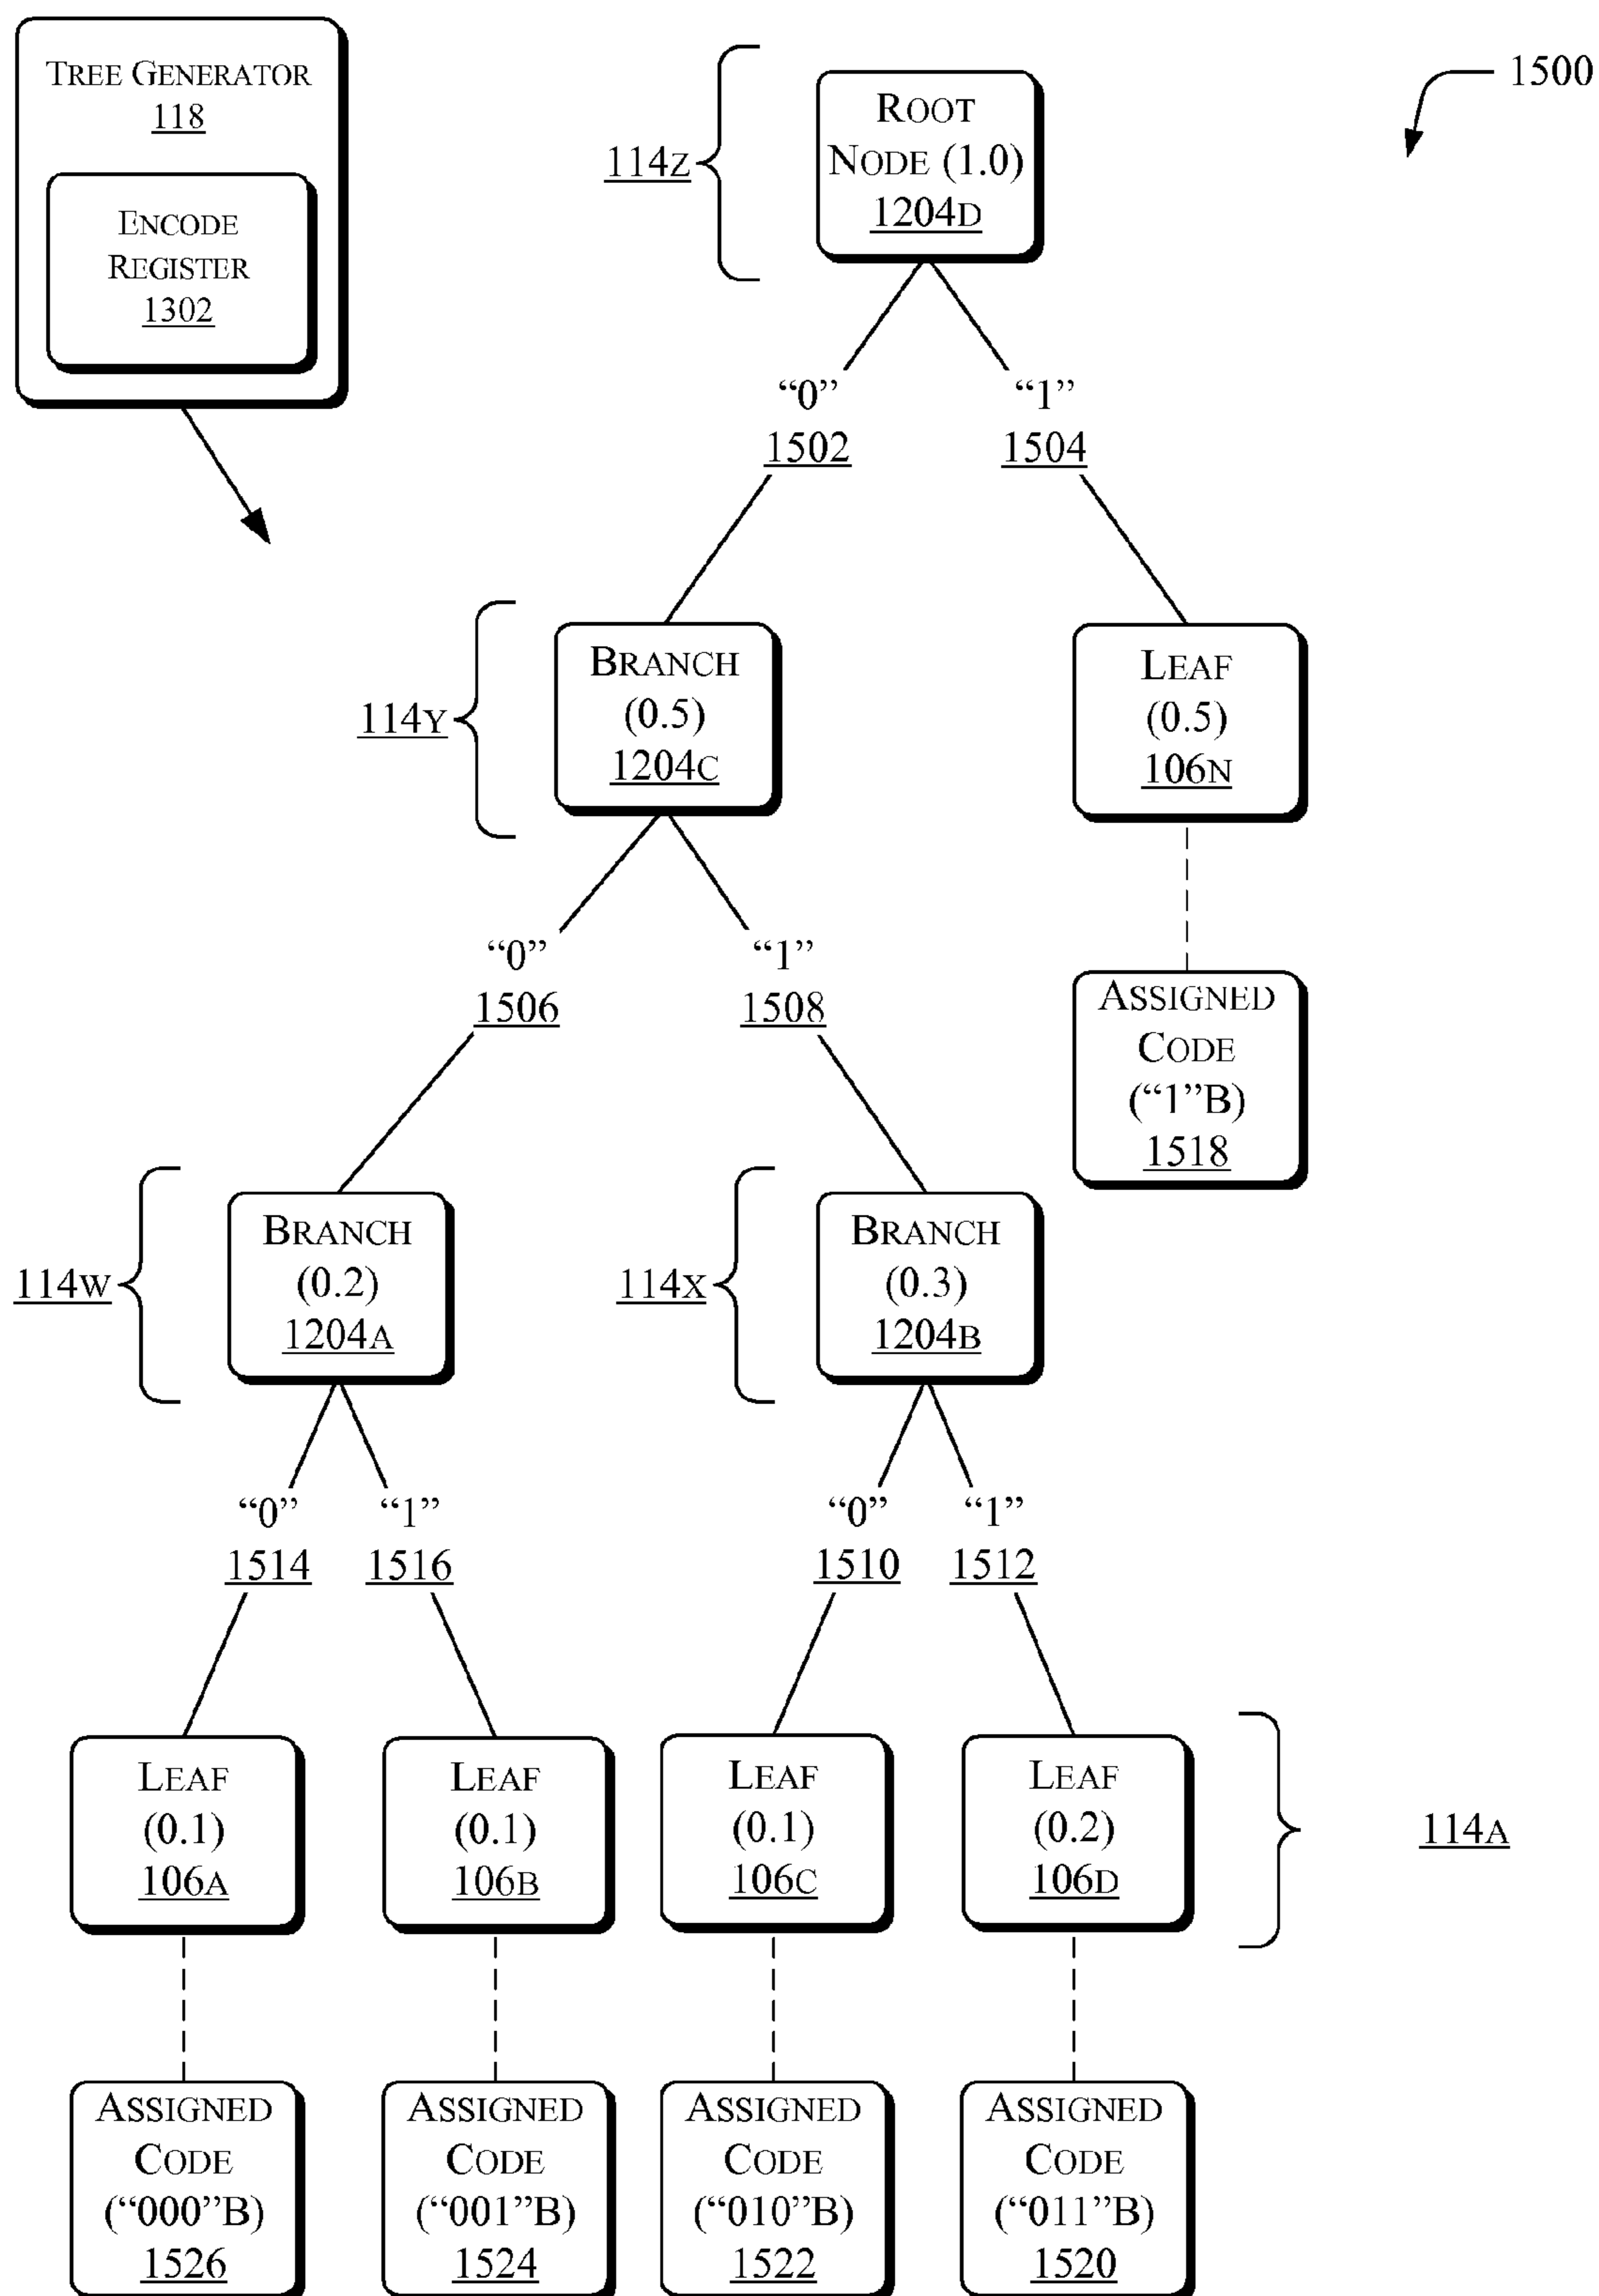 TREE GENERATOR
118
ENCODE
REGISTER
1302
1500
114Z
ROOT
NODE (1.0)
1204D
“0”
1502
“1”
1504
114Y
BRANCH
(0.5)
1204C
LEAF
(0.5)
106N
“0”
1506
“1”
1508
ASSIGNED
CODE
(“1”B)
1518
114W
BRANCH
(0.2)
1204A
114X
BRANCH
(0.3)
1204B
“0”
1514
“1”
1516
“0”
1510
“1”
1512
LEAF
(0.1)
106A
LEAF
(0.1)
106B
LEAF
(0.1)
106C
LEAF
(0.2)
106D
114A
ASSIGNED
CODE
(“000”B)
1526
ASSIGNED
CODE
(“001”B)
1524
ASSIGNED
CODE
(“010”B)
1522
ASSIGNED
CODE
(“011”B)
1520